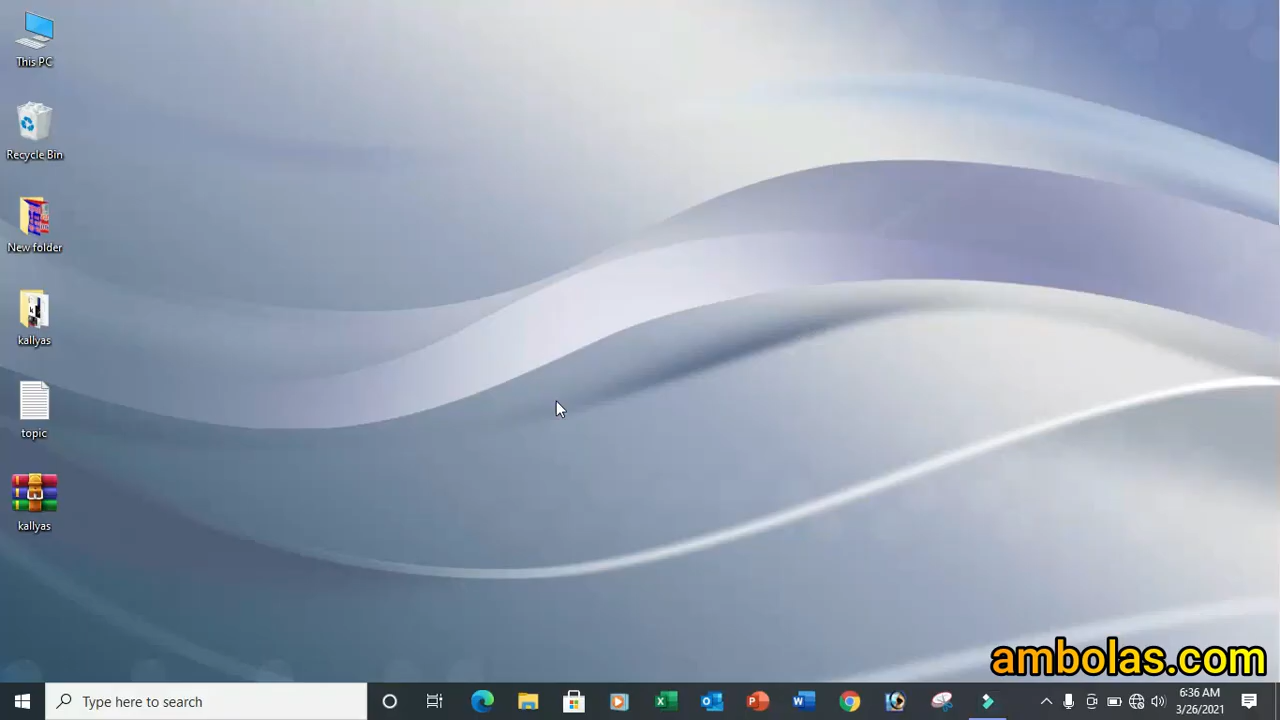 This PC
Recycle Bin
New folder
kallyas
topic
kallyas
ambolas.com
Type here to search
6:36 AM
3/26/2021